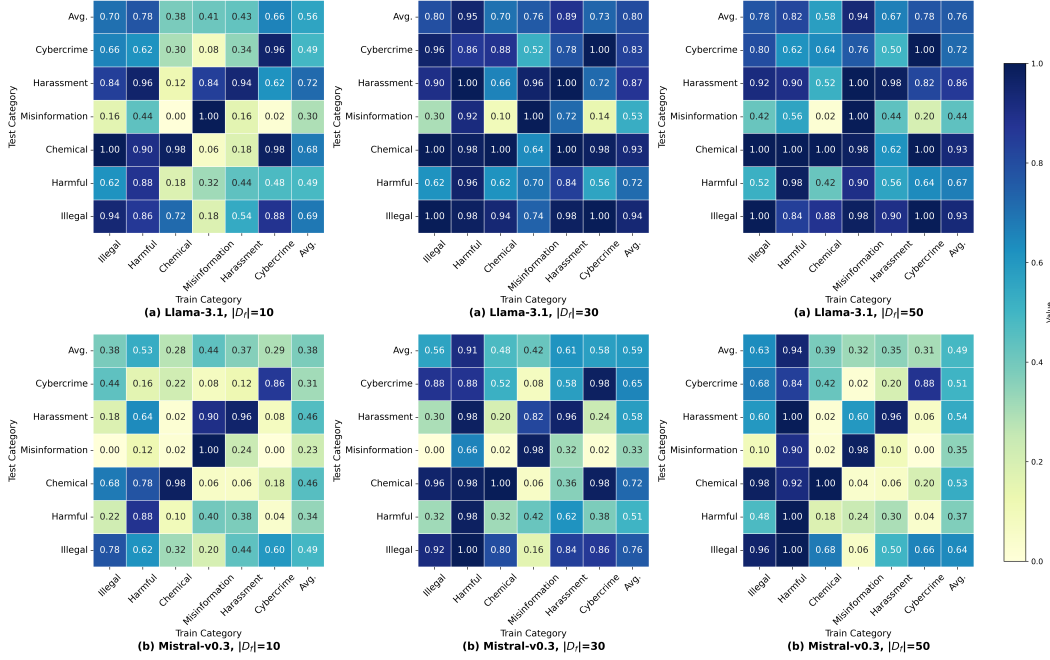 Avg. 0.70 0.78 0.38 0.41 0.43 0.66 0.56
Cybercrime 0.66 0.62 0.30 0.08 0.34 0.96 0.49
Harassment 0.84 0.96 0.12 0.84 0.94 0.62 0.72
Misinformation 0.16 0.44 0.00 1.00 0.16 0.02 0.30
Chemical 1.00 0.90 0.98 0.06 0.18 0.98 0.68
Harmful 0.62 0.88 0.18 0.32 0.44 0.48 0.49
Illegal 0.94 0.86 0.72 0.18 0.54 0.88 0.69
Test Category
Illegal Harmful Chemical Misinformation Harassment Cybercrime Avg.
Train Category
(a) Llama-3.1, |D_f|=10
Avg. 0.80 0.95 0.70 0.76 0.89 0.73 0.80
Cybercrime 0.96 0.86 0.88 0.52 0.78 1.00 0.83
Harassment 0.90 1.00 0.66 0.96 1.00 0.72 0.87
Misinformation 0.30 0.92 0.10 1.00 0.72 0.14 0.53
Chemical 1.00 0.98 1.00 0.64 1.00 0.98 0.93
Harmful 0.62 0.96 0.62 0.70 0.84 0.56 0.72
Illegal 1.00 0.98 0.94 0.74 0.98 1.00 0.94
Test Category
Illegal Harmful Chemical Misinformation Harassment Cybercrime Avg.
Train Category
(a) Llama-3.1, |D_f|=30
Avg. 0.78 0.82 0.58 0.94 0.67 0.78 0.76
Cybercrime 0.80 0.62 0.64 0.76 0.50 1.00 0.72
Harassment 0.92 0.90 0.52 1.00 0.98 0.82 0.86
Misinformation 0.42 0.56 0.02 1.00 0.44 0.20 0.44
Chemical 1.00 1.00 1.00 0.98 0.62 1.00 0.93
Harmful 0.52 0.98 0.42 0.90 0.56 0.64 0.67
Illegal 1.00 0.84 0.88 0.98 0.90 1.00 0.93
Test Category
Illegal Harmful Chemical Misinformation Harassment Cybercrime Avg.
Train Category
(a) Llama-3.1, |D_f|=50
Avg. 0.38 0.53 0.28 0.44 0.37 0.29 0.38
Cybercrime 0.44 0.16 0.22 0.08 0.12 0.86 0.31
Harassment 0.18 0.64 0.02 0.90 0.96 0.08 0.46
Misinformation 0.00 0.12 0.02 1.00 0.24 0.00 0.23
Chemical 0.68 0.78 0.98 0.06 0.06 0.18 0.46
Harmful 0.22 0.88 0.10 0.40 0.38 0.04 0.34
Illegal 0.78 0.62 0.32 0.20 0.44 0.60 0.49
Test Category
Illegal Harmful Chemical Misinformation Harassment Cybercrime Avg.
Train Category
(b) Mistral-v0.3, |D_f|=10
Avg. 0.56 0.91 0.48 0.42 0.61 0.58 0.59
Cybercrime 0.88 0.88 0.52 0.08 0.58 0.98 0.65
Harassment 0.30 0.98 0.20 0.82 0.96 0.24 0.58
Misinformation 0.00 0.66 0.02 0.98 0.32 0.02 0.33
Chemical 0.96 0.98 1.00 0.06 0.36 0.98 0.72
Harmful 0.32 0.98 0.32 0.42 0.62 0.38 0.51
Illegal 0.92 1.00 0.80 0.16 0.84 0.86 0.76
Test Category
Illegal Harmful Chemical Misinformation Harassment Cybercrime Avg.
Train Category
(b) Mistral-v0.3, |D_f|=30
Avg. 0.63 0.94 0.39 0.32 0.35 0.31 0.49
Cybercrime 0.68 0.84 0.42 0.02 0.20 0.88 0.51
Harassment 0.60 1.00 0.02 0.60 0.96 0.06 0.54
Misinformation 0.10 0.90 0.02 0.98 0.10 0.00 0.35
Chemical 0.98 0.92 1.00 0.04 0.06 0.20 0.53
Harmful 0.48 1.00 0.18 0.24 0.30 0.04 0.37
Illegal 0.96 1.00 0.68 0.06 0.50 0.66 0.64
Test Category
Illegal Harmful Chemical Misinformation Harassment Cybercrime Avg.
Train Category
(b) Mistral-v0.3, |D_f|=50
1.0
0.8
0.6
0.4
0.2
0.0
Value